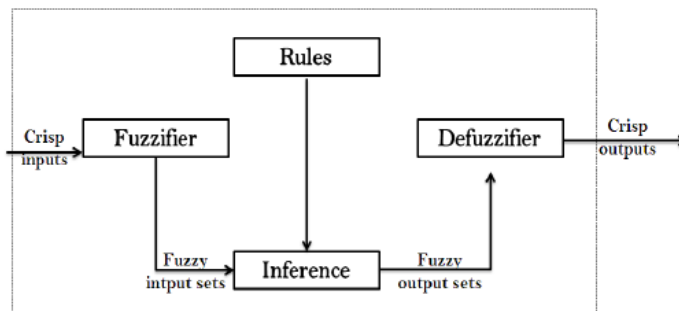 Rules
Crisp
inputs
Fuzzifier
Defuzzifier
Crisp
outputs
Fuzzy
intput sets
Inference
Fuzzy
output sets